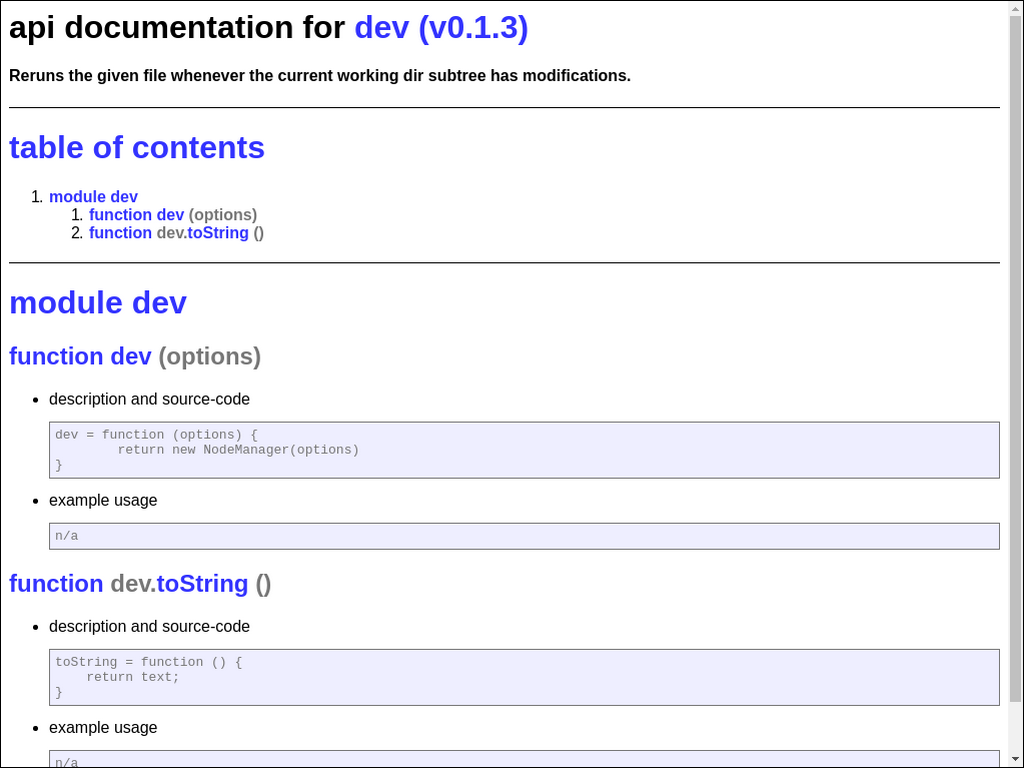 api documentation for dev (v0.1.3)
Reruns the given file whenever the current working dir subtree has modifications.
table of contents
1. module dev
1. function dev (options)
2. function dev.toString ()
module dev
function dev (options)
• description and source-code
dev = function (options) {
        return new NodeManager(options)
}
• example usage
n/a
function dev.toString ()
• description and source-code
toString = function () {
    return text;
}
• example usage
n/a